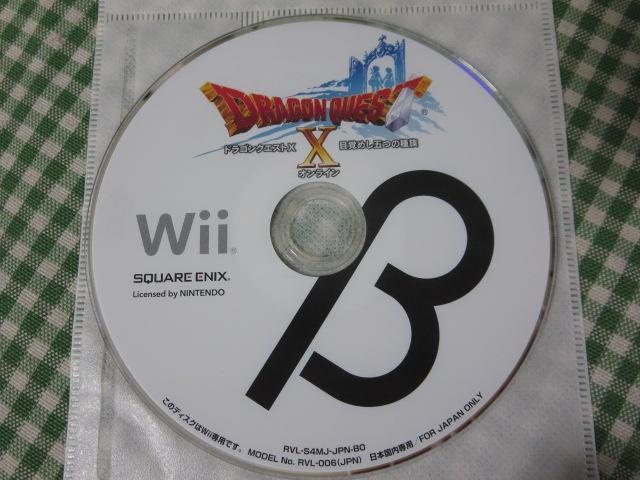 DRAGON QUEST®
X
ドラゴンクエストX 目覚めし五つの種族
オンライン
Wii®
SQUARE ENIX®
Licensed by NINTENDO
β
このディスクはWii専用です。 RVL-S4MJ-JPN-B0
MODEL No. RVL-006(JPN) 日本国内専用/FOR JAPAN ONLY